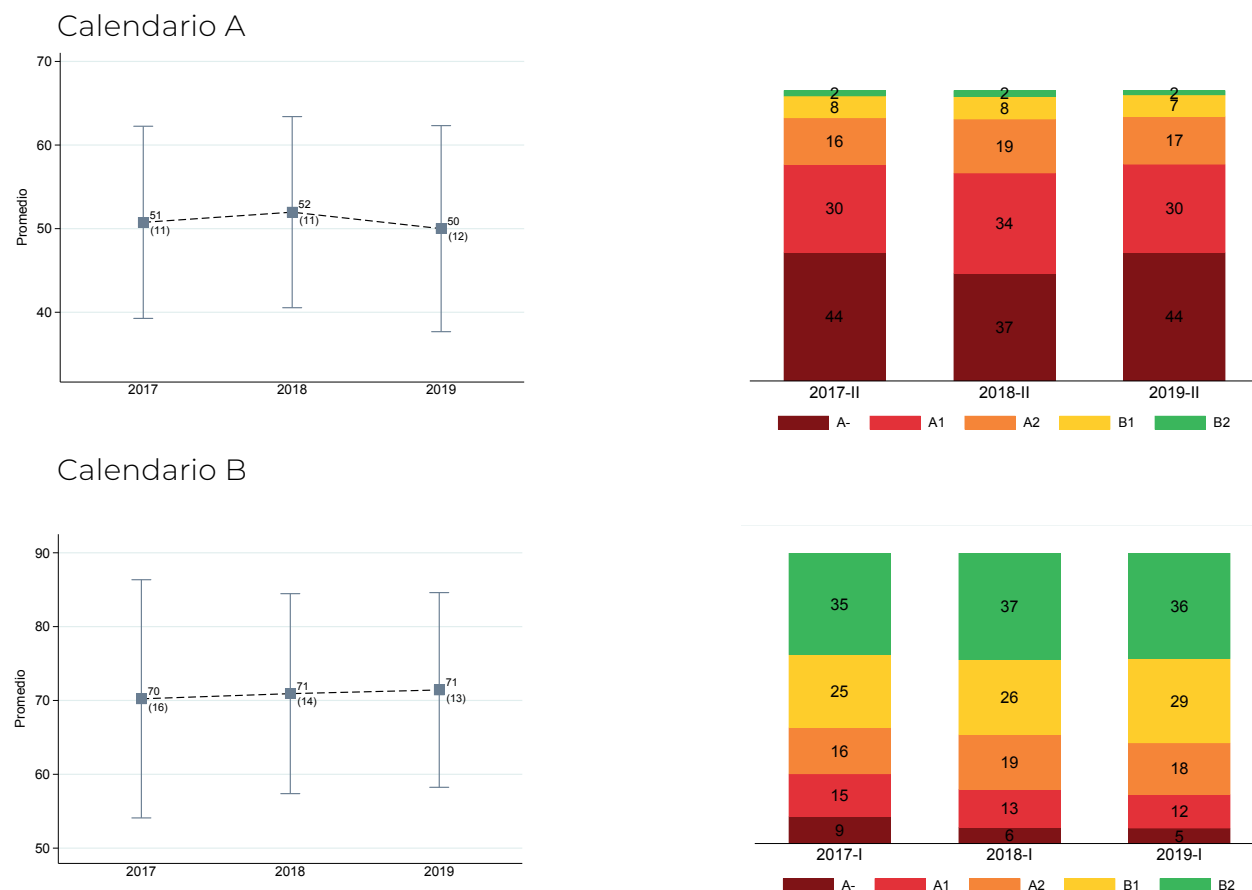 Calendario A
70
60
50
40
Promedio
51
(11)
52
(11)
50
(12)
2017
2018
2019
2
8
16
30
44
2
8
19
34
37
2
7
17
30
44
2017-II
2018-II
2019-II
A-
A1
A2
B1
B2
Calendario B
90
80
70
60
50
Promedio
70
(16)
71
(14)
71
(13)
2017
2018
2019
35
25
16
15
9
37
26
19
13
6
36
29
18
12
5
2017-I
2018-I
2019-I
A-
A1
A2
B1
B2